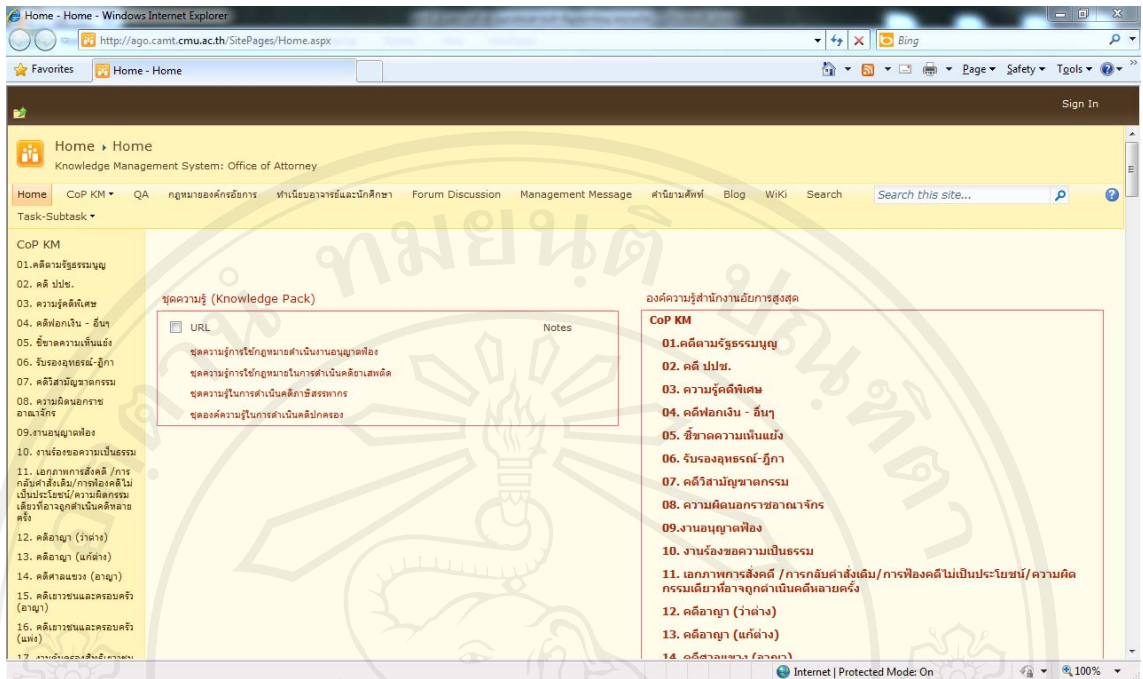 Home - Home - Windows Internet Explorer
http://ago.camt.cmu.ac.th/SitePages/Home.aspx
Bing
Favorites
Home - Home
Page
Safety
Tools
Sign In
Home
Home
Knowledge Management System: Office of Attorney
Home
CoP KM
QA
กฎหมายองค์กรอัยการ
ทำเนียบอาจารย์และนักศึกษา
Forum Discussion
Management Message
คำนิยามศัพท์
Blog
WiKi
Search
Search this site...
Task-Subtask
CoP KM
01.คดีตามรัฐธรรมนูญ
02. คดี ปปช.
03. ความรู้คดีพิเศษ
04. คดีฟอกเงิน - อื่นๆ
05. ชี้ขาดความเห็นแย้ง
06. รับรองอุทธรณ์-ฎีกา
07. คดีวิสามัญฆาตกรรม
08. ความผิดนอกราช
อาณาจักร
09.งานอนุญาตฟ้อง
10. งานร้องขอความเป็นธรรม
11. เอกภาพการสั่งคดี /การ
กลับคำสั่งเดิม/การฟ้องคดีไม่
เป็นประโยชน์/ความผิดกรรม
เดียวที่อาจถูกดำเนินคดีหลาย
ครั้ง
12. คดีอาญา (ว่าต่าง)
13. คดีอาญา (แก้ต่าง)
14. คดีศาลแขวง (อาญา)
15. คดีเยาวชนและครอบครัว
(อาญา)
16. คดีเยาวชนและครอบครัว
(แพ่ง)
ชุดความรู้ (Knowledge Pack)
URL
Notes
ชุดความรู้การใช้กฎหมายดำเนินงานอนุญาตฟ้อง
ชุดความรู้การใช้กฎหมายในการดำเนินคดียาเสพติด
ชุดความรู้ในการดำเนินคดีภาษีสรรพากร
ชุดองค์ความรู้ในการดำเนินคดีปกครอง
องค์ความรู้สำนักงานอัยการสูงสุด
CoP KM
01.คดีตามรัฐธรรมนูญ
02. คดี ปปช.
03. ความรู้คดีพิเศษ
04. คดีฟอกเงิน - อื่นๆ
05. ชี้ขาดความเห็นแย้ง
06. รับรองอุทธรณ์-ฎีกา
07. คดีวิสามัญฆาตกรรม
08. ความผิดนอกราชอาณาจักร
09.งานอนุญาตฟ้อง
10. งานร้องขอความเป็นธรรม
11. เอกภาพการสั่งคดี /การกลับคำสั่งเดิม/การฟ้องคดีไม่เป็นประโยชน์/ความผิด
กรรมเดียวที่อาจถูกดำเนินคดีหลายครั้ง
12. คดีอาญา (ว่าต่าง)
13. คดีอาญา (แก้ต่าง)
14. คดีศาลแขวง (อาญา)
Internet | Protected Mode: On
100%